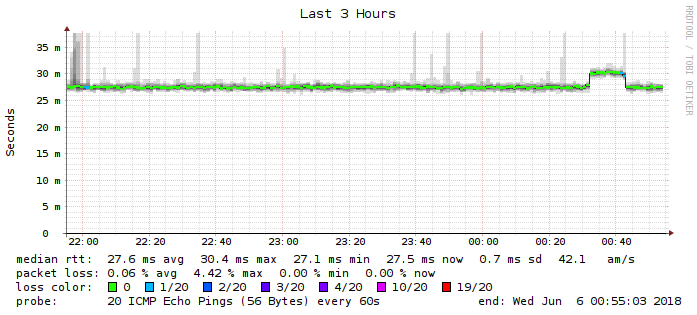 Last 3 Hours
RRDTOOL / TOBI OETIKER
Seconds
35 m
30 m
25 m
20 m
15 m
10 m
5 m
0
22:00 22:20 22:40 23:00 23:20 23:40 00:00 00:20 00:40
median rtt: 27.6 ms avg 30.4 ms max 27.1 ms min 27.5 ms now 0.7 ms sd 42.1 am/s
packet loss: 0.06 % avg 4.42 % max 0.00 % min 0.00 % now
loss color: 0 1/20 2/20 3/20 4/20 10/20 19/20
probe: 20 ICMP Echo Pings (56 Bytes) every 60s end: Wed Jun 6 00:55:03 2018